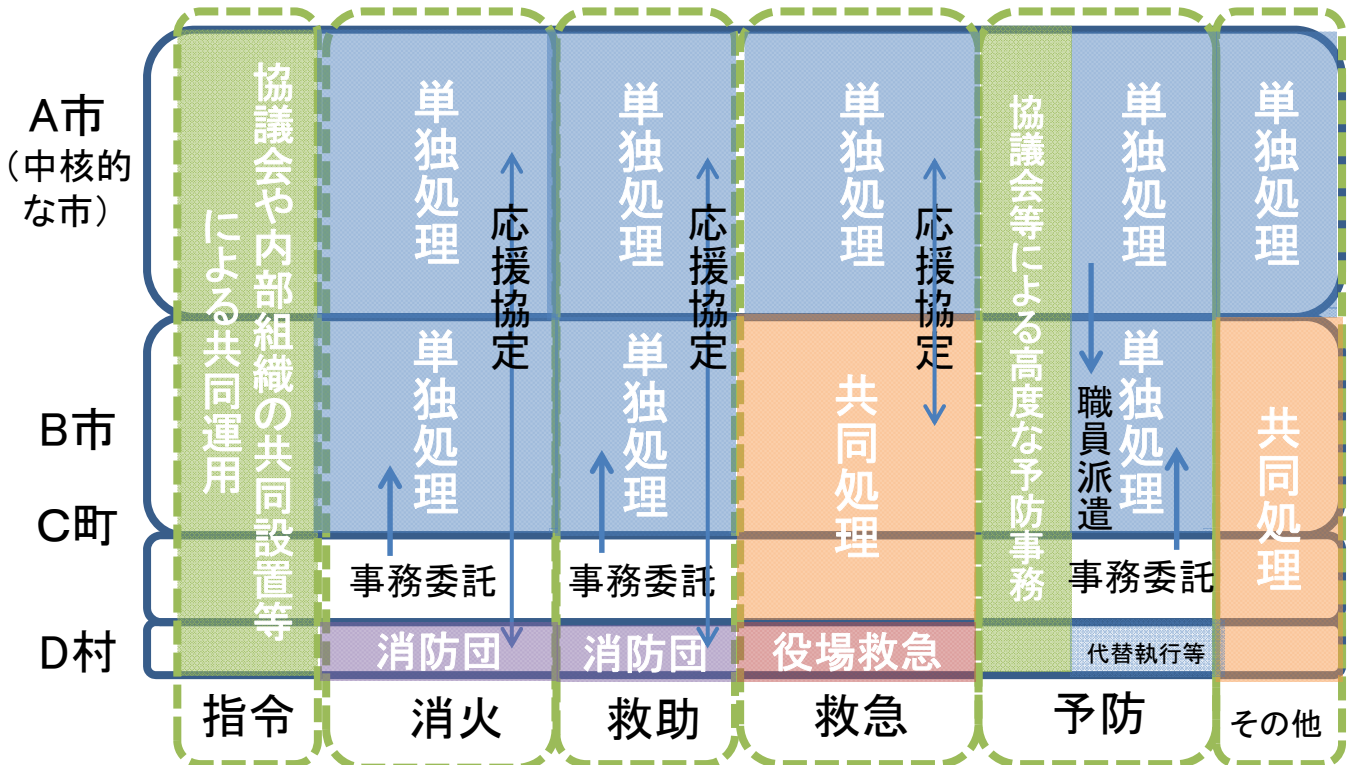 A市
（中核的
な市）
B市
C町
D村
協議会や内部組織の共同設置等
による共同運用
指令
単独処理
応援協定
単独処理
事務委託
消防団
消火
単独処理
応援協定
単独処理
事務委託
消防団
救助
単独処理
応援協定
共同処理
役場救急
救急
協議会等による高度な予防事務
単独処理
職員派遣
単独処理
事務委託
代替執行等
予防
単独処理
共同処理
その他